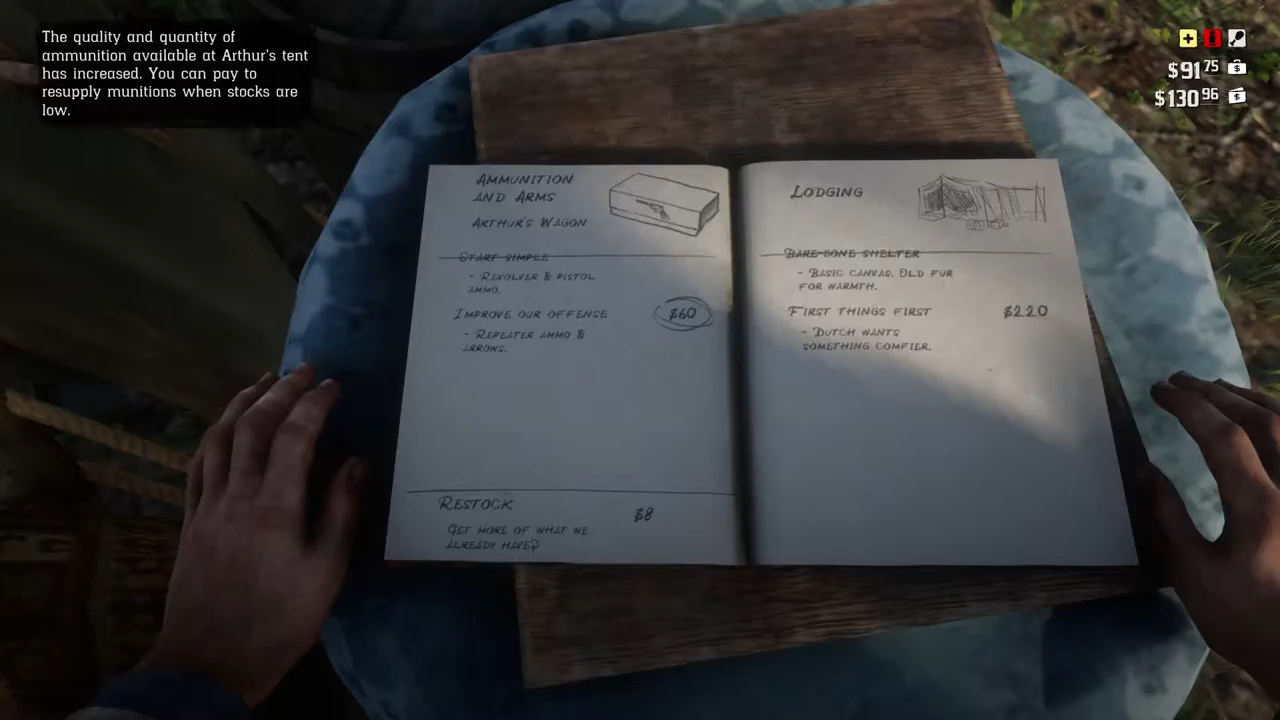 The quality and quantity of
ammunition available at Arthur's tent
has increased. You can pay to
resupply munitions when stocks are
low.
$91 75
$130 96
AMMUNITION
AND ARMS
ARTHUR'S WAGON
START SIMPLE
- REVOLVER & PISTOL
AMMO.
IMPROVE OUR OFFENSE $60
- REPEATER AMMO &
ARROWS.
RESTOCK $8
GET MORE OF WHAT WE
ALREADY HAVE?
LODGING
BARE-BONE SHELTER
- BASIC CANVAS. OLD FUR
FOR WARMTH.
FIRST THINGS FIRST $220
- DUTCH WANTS
SOMETHING COMFIER.